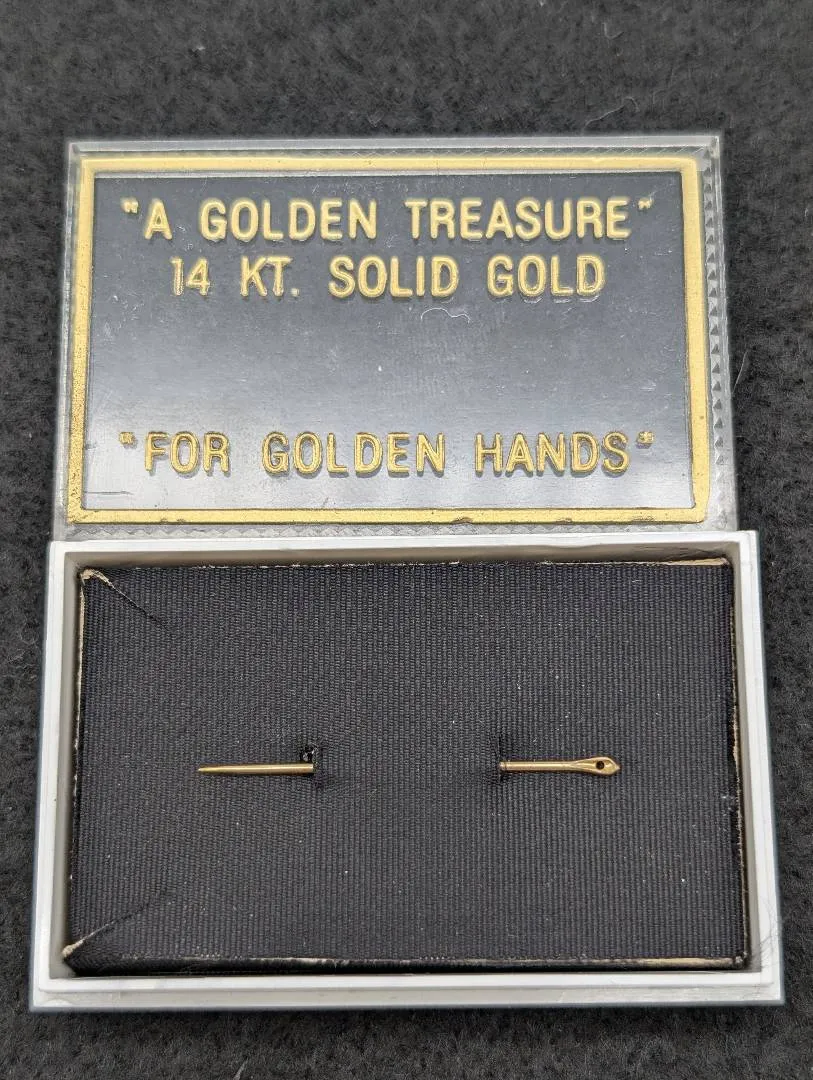 "A GOLDEN TREASURE"
14 KT. SOLID GOLD
"FOR GOLDEN HANDS"